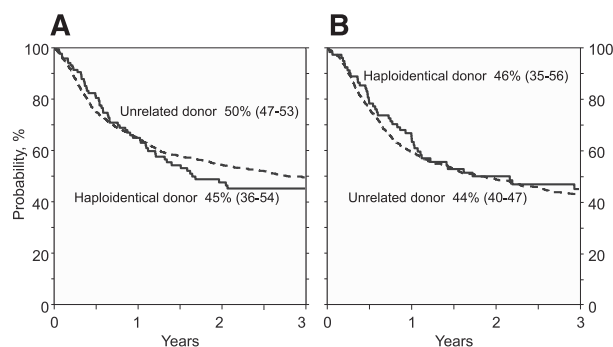 A
B
100
80
60
40
20
0
Probability, %
Unrelated donor 50% (47-53)
Haploidentical donor 45% (36-54)
0
1
2
3
Years
Haploidentical donor 46% (35-56)
Unrelated donor 44% (40-47)
100
80
60
40
20
0
0
1
2
3
Years